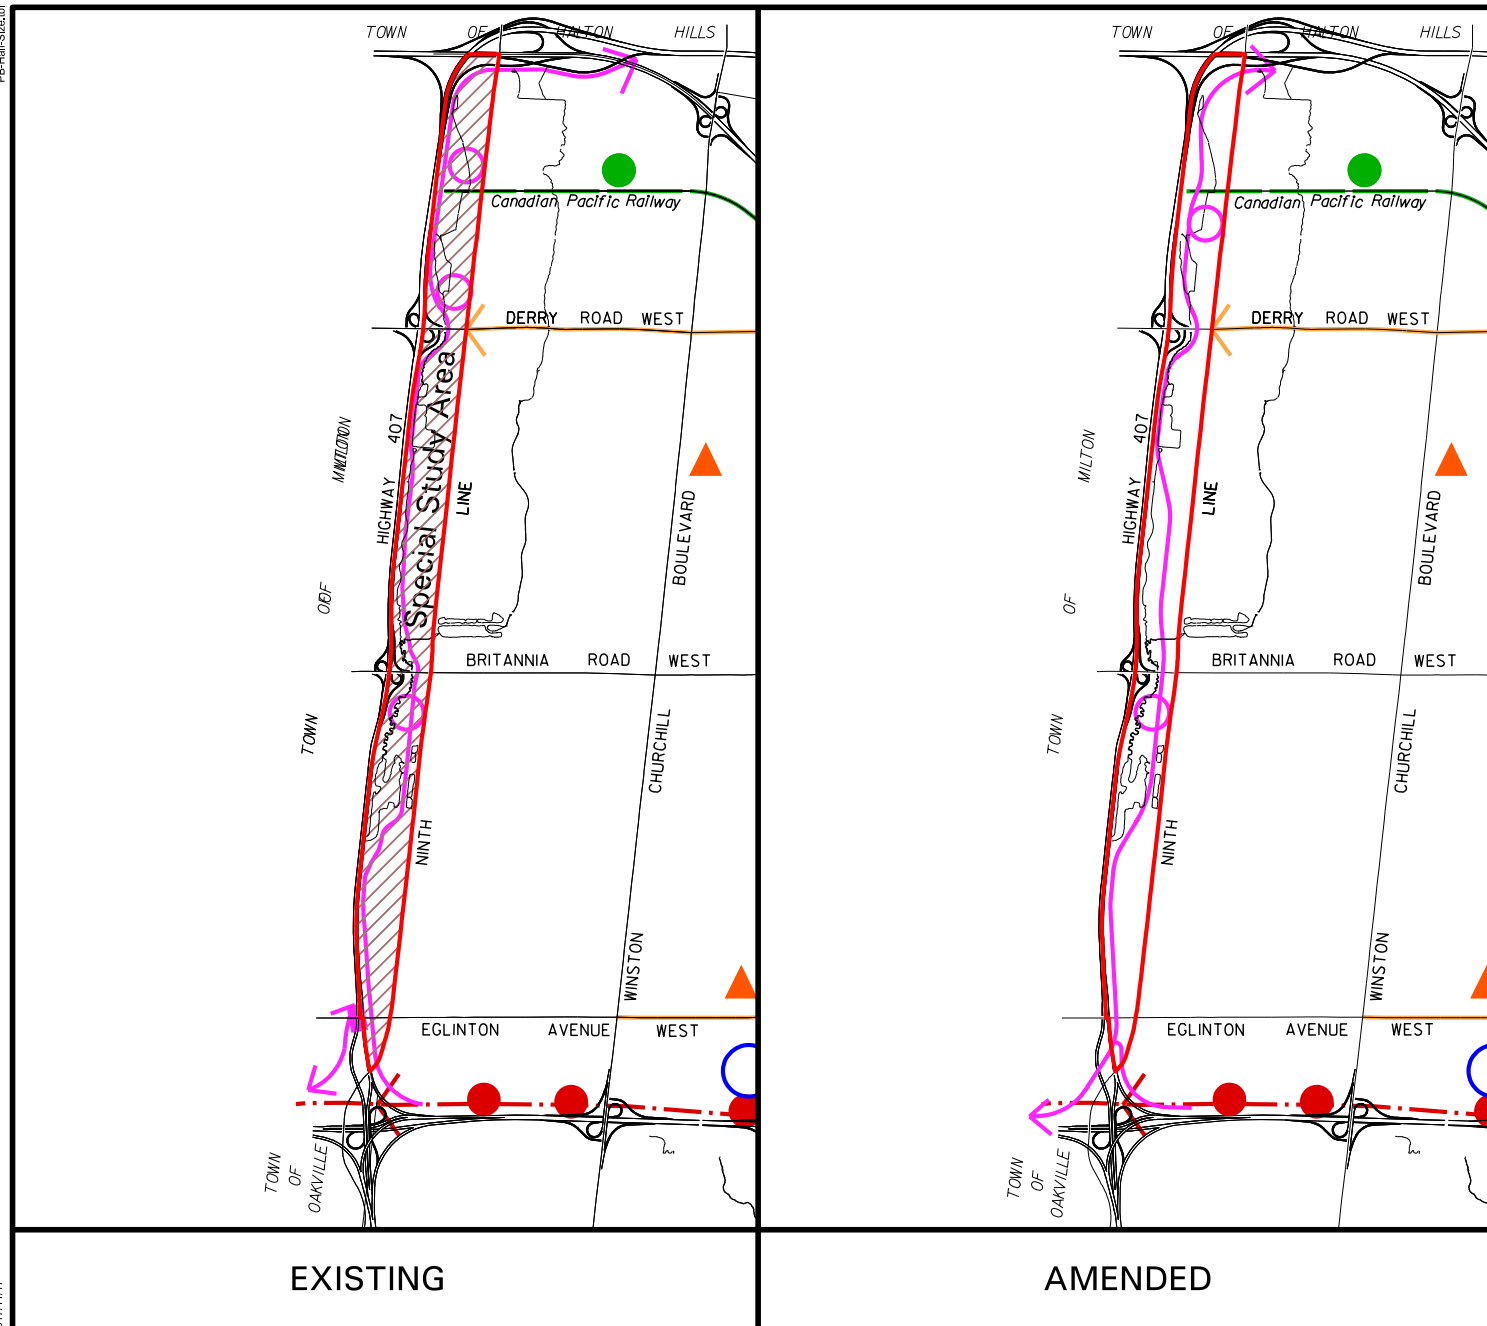 TOWN OF HALTON HILLS
Canadian Pacific Railway
DERRY ROAD WEST
HIGHWAY 407
Special Study Area
NINTH LINE
WINSTON CHURCHILL BOULEVARD
TOWN OF MILTON
BRITANNIA ROAD WEST
EGLINTON AVENUE WEST
TOWN
OF
OAKVILLE
EXISTING
TOWN OF HALTON HILLS
Canadian Pacific Railway
DERRY ROAD WEST
HIGHWAY 407
NINTH LINE
WINSTON CHURCHILL BOULEVARD
TOWN OF MILTON
BRITANNIA ROAD WEST
EGLINTON AVENUE WEST
TOWN
OF
OAKVILLE
AMENDED